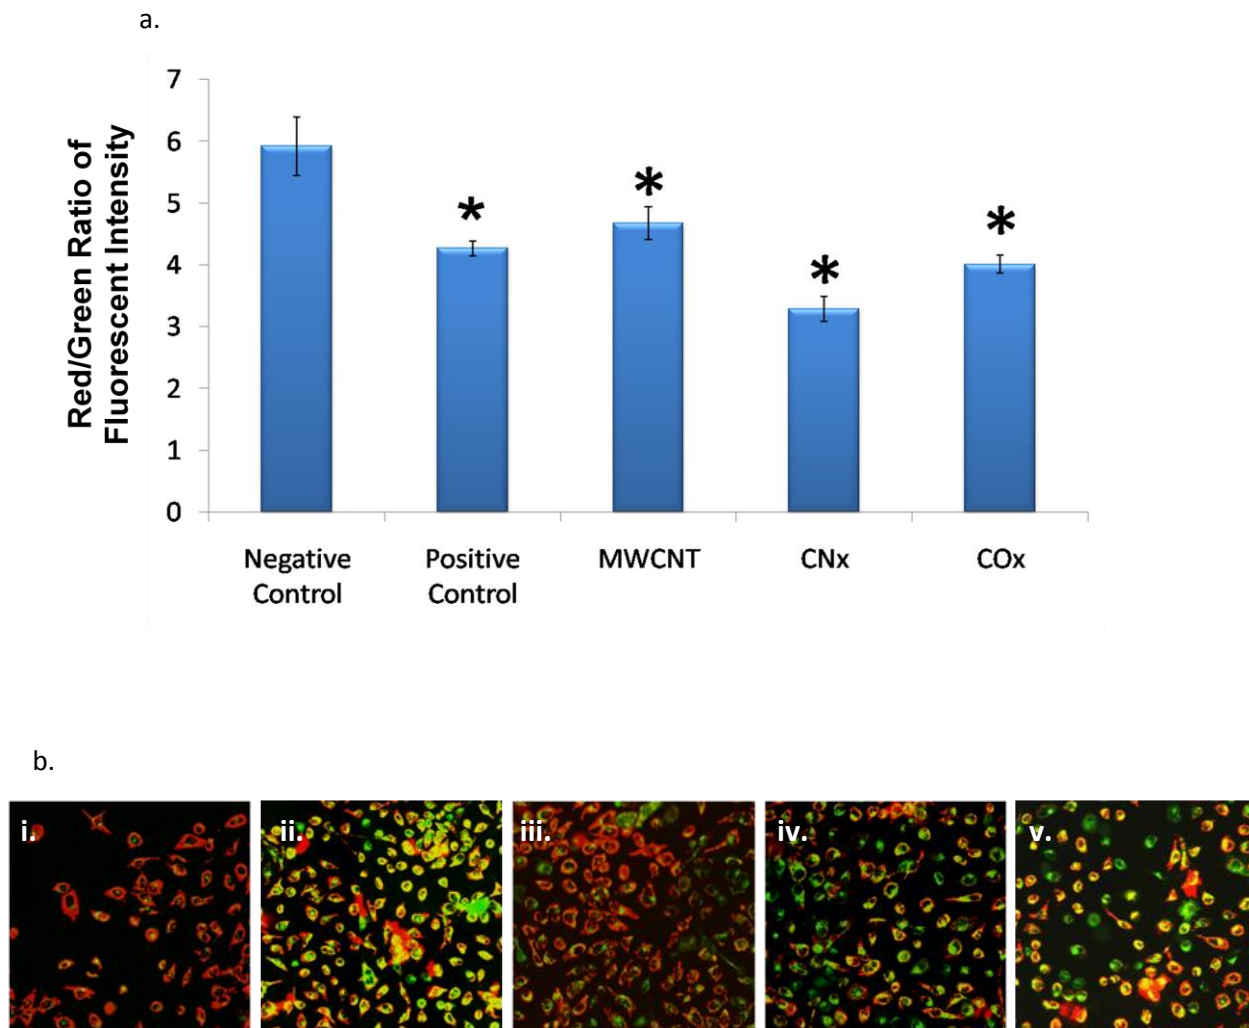 a.
7
6
5
4
3
2
1
0
Red/Green Ratio of
Fluorescent Intensity
*
*
*
*
Negative
Control
Positive
Control
MWCNT
CNx
COx
b.
i.
ii.
iii.
iv.
v.